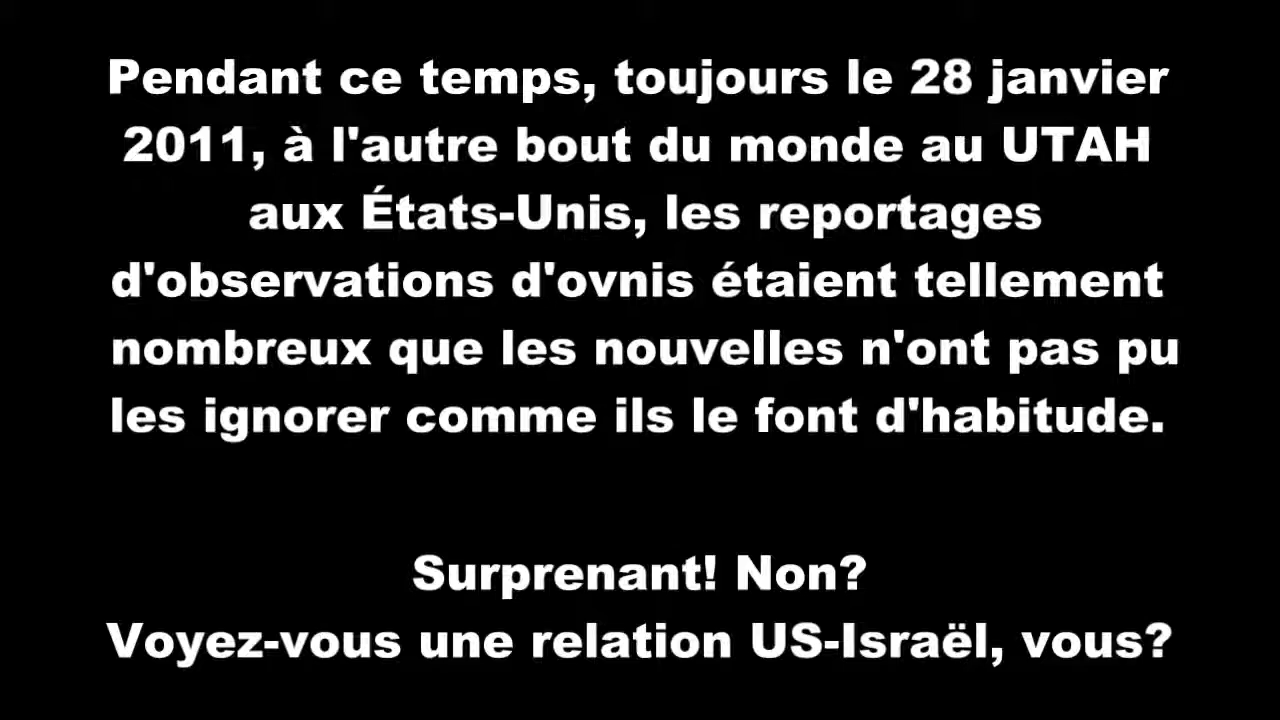 Pendant ce temps, toujours le 28 janvier
2011, à l'autre bout du monde au UTAH
aux États-Unis, les reportages
d'observations d'ovnis étaient tellement
nombreux que les nouvelles n'ont pas pu
les ignorer comme ils le font d'habitude.
Surprenant! Non?
Voyez-vous une relation US-Israël, vous?